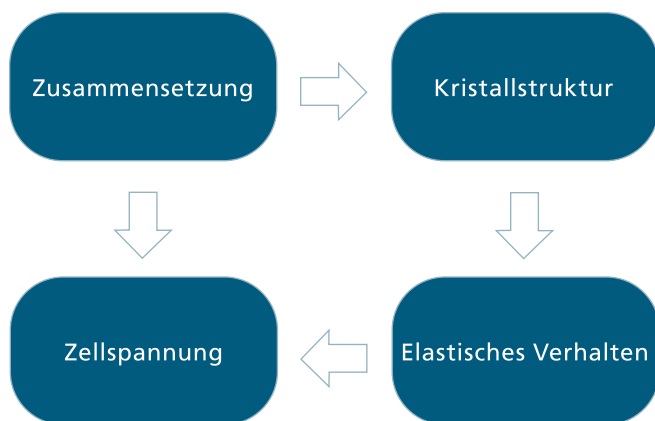 Zusammensetzung
Kristallstruktur
Zellspannung
Elastisches Verhalten